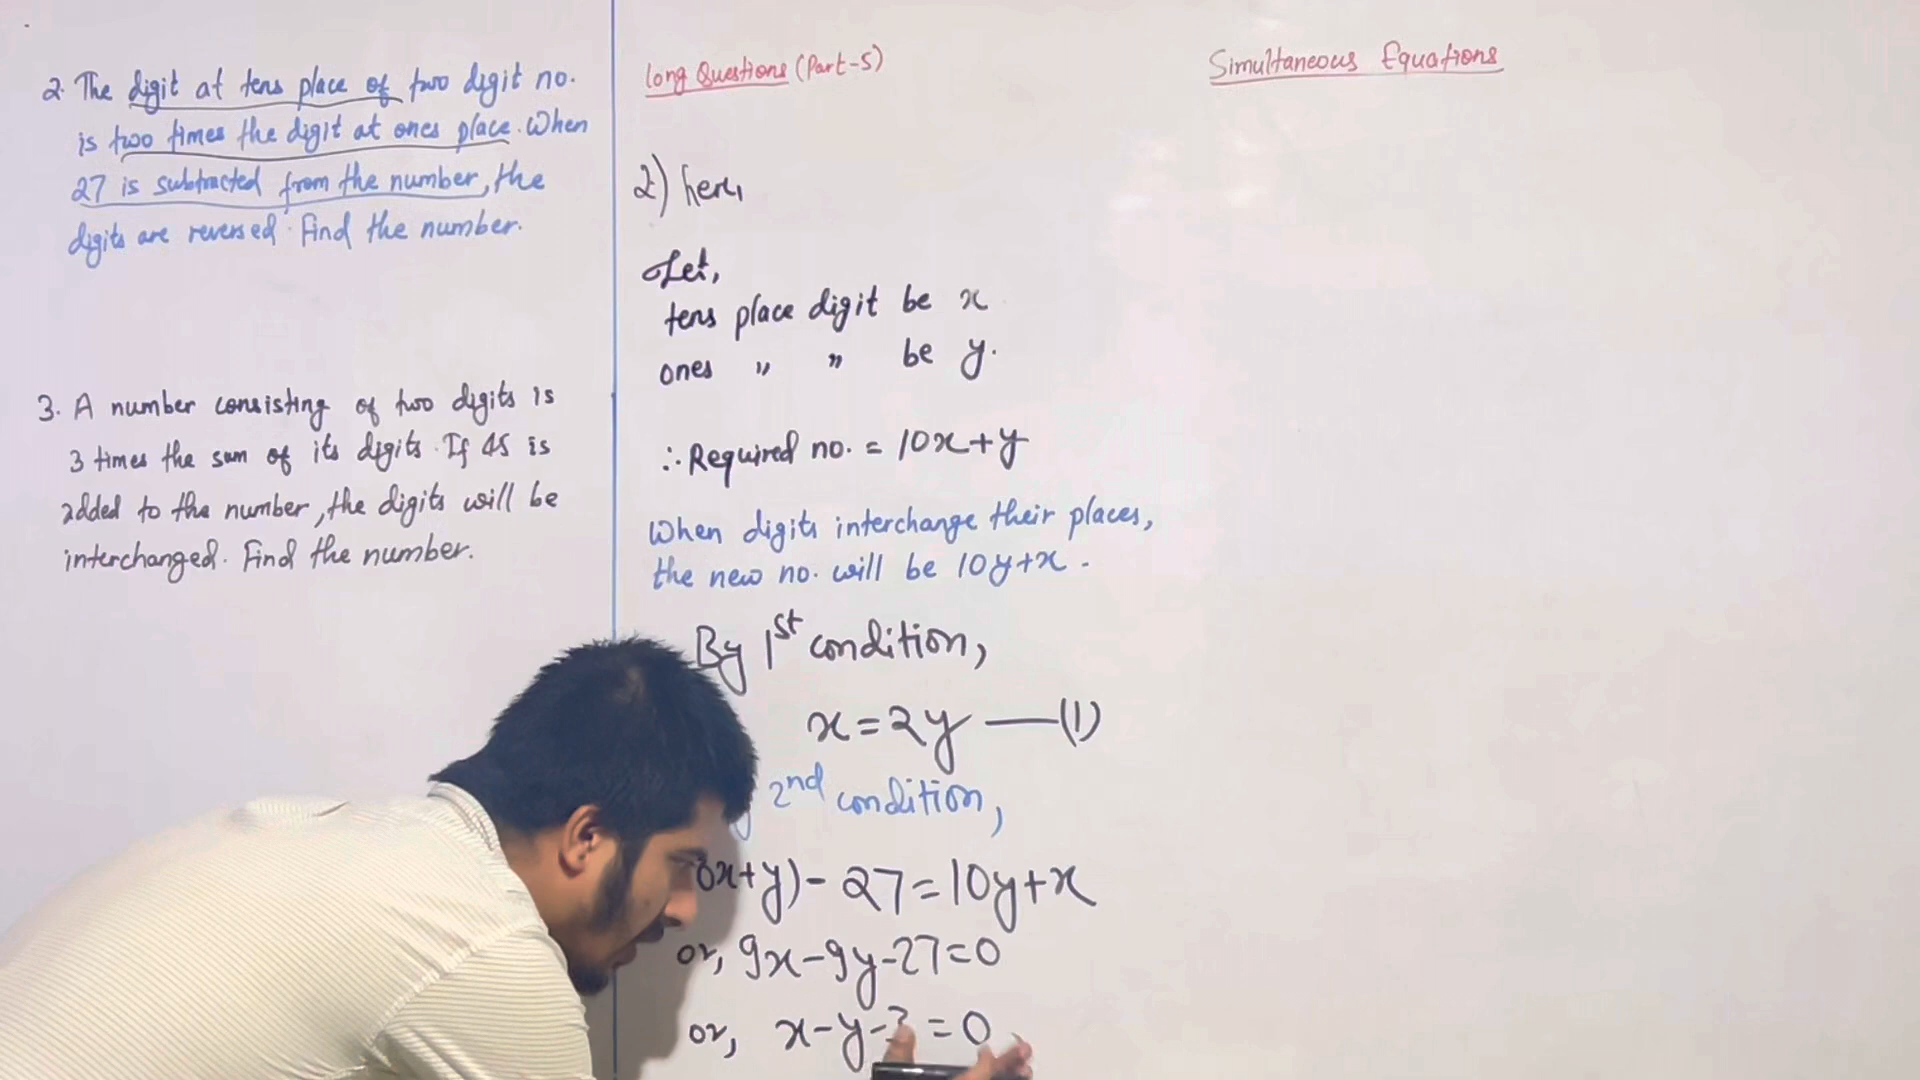 2. The digit at tens place of two digit no.
is two times the digit at ones place. When
27 is subtracted from the number, the
digits are reversed. Find the number.
3. A number consisting of two digits is
3 times the sum of its digits. If 45 is
added to the number, the digits will be
interchanged. Find the number.
Long Questions (Part-5)
Simultaneous Equations
2) here,
Let,
tens place digit be x
ones " " be y.
∴ Required no. = 10x+y
When digits interchange their places,
the new no. will be 10y+x.
By 1st condition,
x=2y —(1)
2nd condition,
x+y)-27=10y+x
or, 9x-9y-27=0
or, x-y-3=0